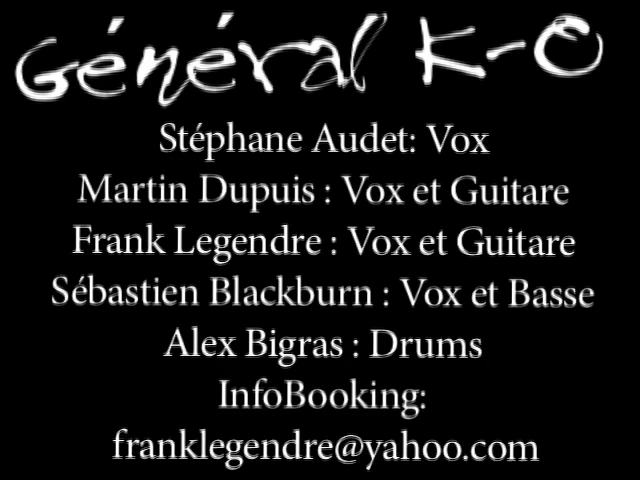 Général K-O
Stéphane Audet: Vox
Martin Dupuis : Vox et Guitare
Frank Legendre : Vox et Guitare
Sébastien Blackburn : Vox et Basse
Alex Bigras : Drums
InfoBooking:
franklegendre@yahoo.com